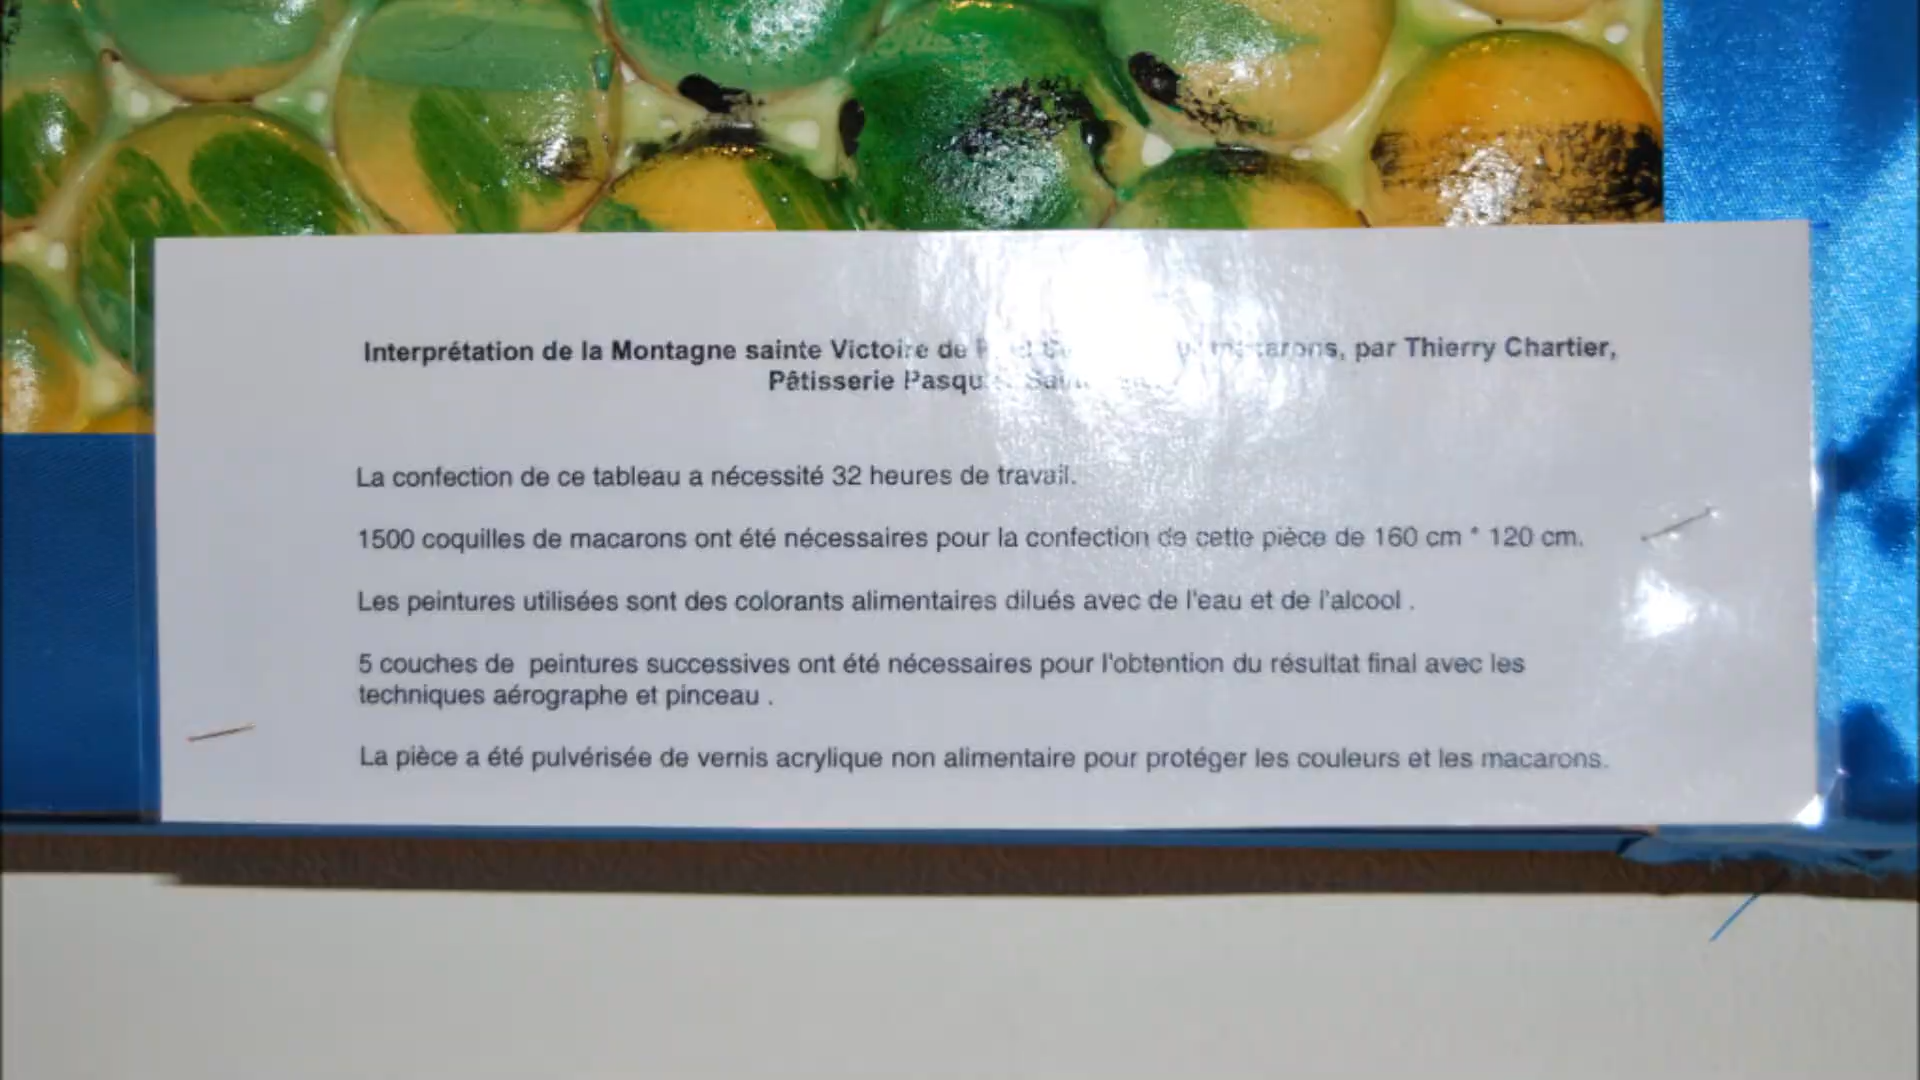 Interprétation de la Montagne sainte Victoire de macarons, par Thierry Chartier,
Pâtisserie
La confection de ce tableau a nécessité 32 heures de travail.
1500 coquilles de macarons ont été nécessaires pour la confection de cette pièce de 160 cm * 120 cm.
Les peintures utilisées sont des colorants alimentaires dilués avec de l'eau et de l'alcool .
5 couches de  peintures successives ont été nécessaires pour l'obtention du résultat final avec les
techniques aérographe et pinceau .
La pièce a été pulvérisée de vernis acrylique non alimentaire pour protéger les couleurs et les macarons.